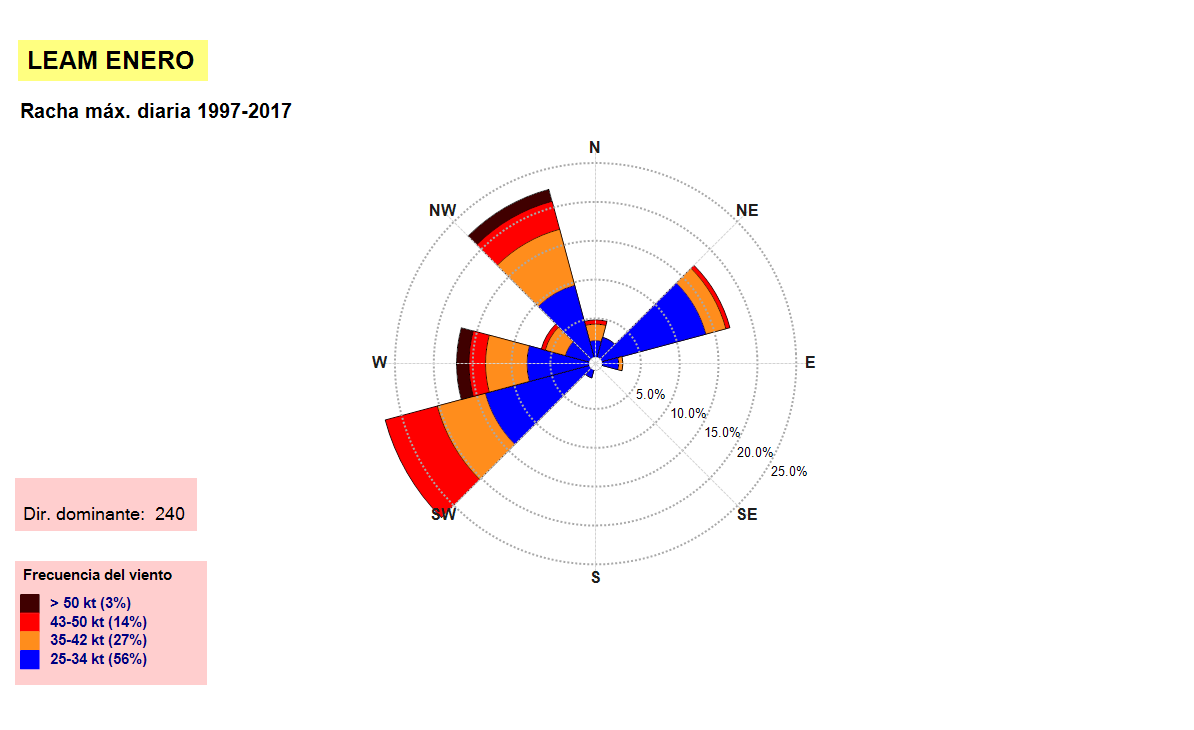 LEAM ENERO
Racha máx. diaria 1997-2017
N
NW
NE
W
E
5.0%
10.0%
15.0%
20.0%
25.0%
SW
SE
S
Dir. dominante: 240
Frecuencia del viento
> 50 kt (3%)
43-50 kt (14%)
35-42 kt (27%)
25-34 kt (56%)